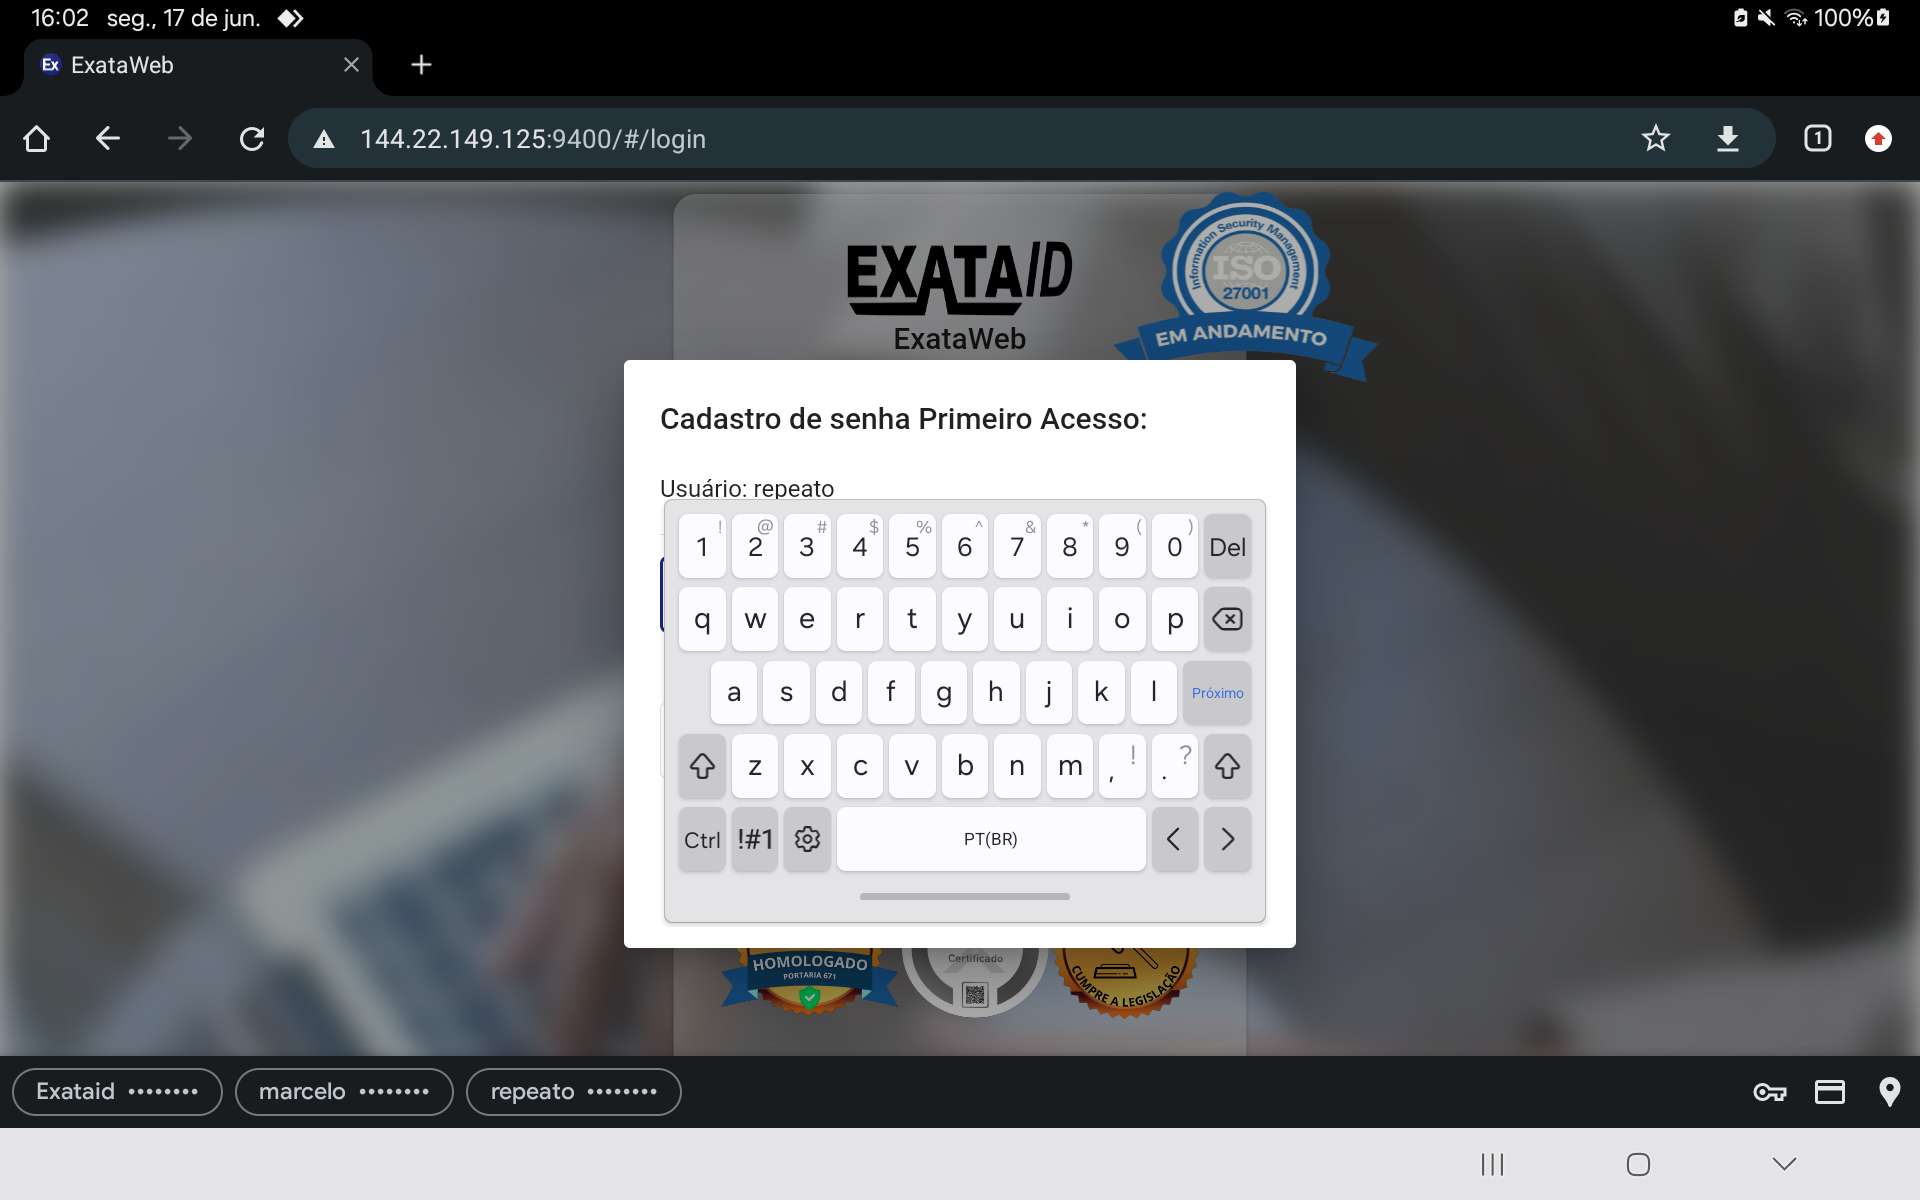 16:02 seg., 17 de jun. 100%
Ex ExataWeb
144.22.149.125:9400/#/login 1
EXATAID
ExataWeb
Information Security Management
ISO
27001
EM ANDAMENTO
Cadastro de senha Primeiro Acesso:
Usuário: repeato
! @ # $ % ^ & * ( )
1 2 3 4 5 6 7 8 9 0 Del
q w e r t y u i o p
a s d f g h j k l Próximo
z x c v b n m , ! . ?
Ctrl !#1 PT(BR) < >
HOMOLOGADO
PORTARIA 671
Certificado
CUMPRE A LEGISLAÇÃO
Exataid •••••••• marcelo •••••••• repeato ••••••••